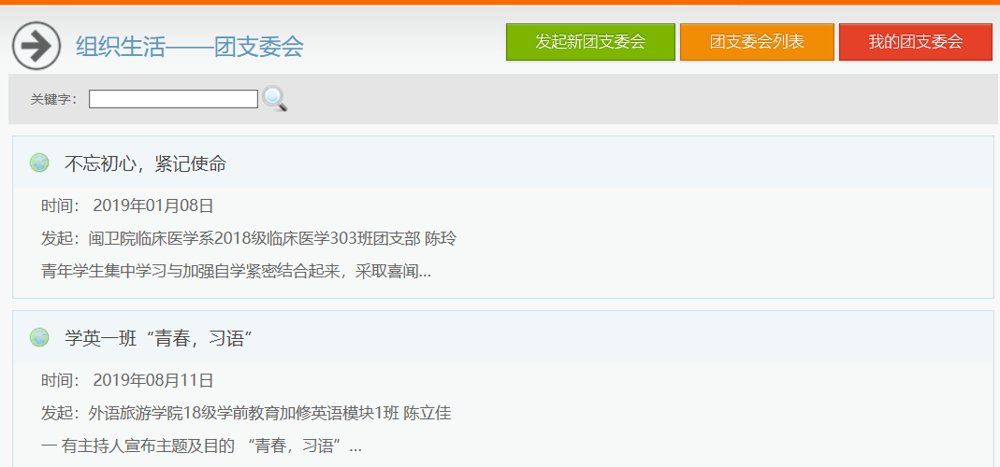 组织生活——团支委会
发起新团支委会
团支委会列表
我的团支委会
关键字：
不忘初心，紧记使命
时间： 2019年01月08日
发起：闽卫院临床医学系2018级临床医学303班团支部 陈玲
青年学生集中学习与加强自学紧密结合起来，采取喜闻...
学英一班“青春，习语”
时间： 2019年08月11日
发起：外语旅游学院18级学前教育加修英语模块1班 陈立佳
一 有主持人宣布主题及目的 “青春，习语”...